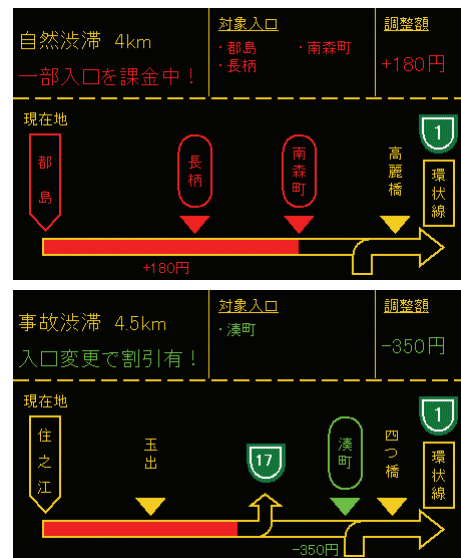 自然渋滞 4km
一部入口を課金中！
対象入口
・都島 ・南森町
・長柄
調整額
+180円
現在地
都島
長柄
南森町
高麗橋
1
環状線
+180円
事故渋滞 4.5km
入口変更で割引有！
対象入口
・湊町
調整額
-350円
現在地
住之江
玉出
17
湊町
四つ橋
1
環状線
-350円